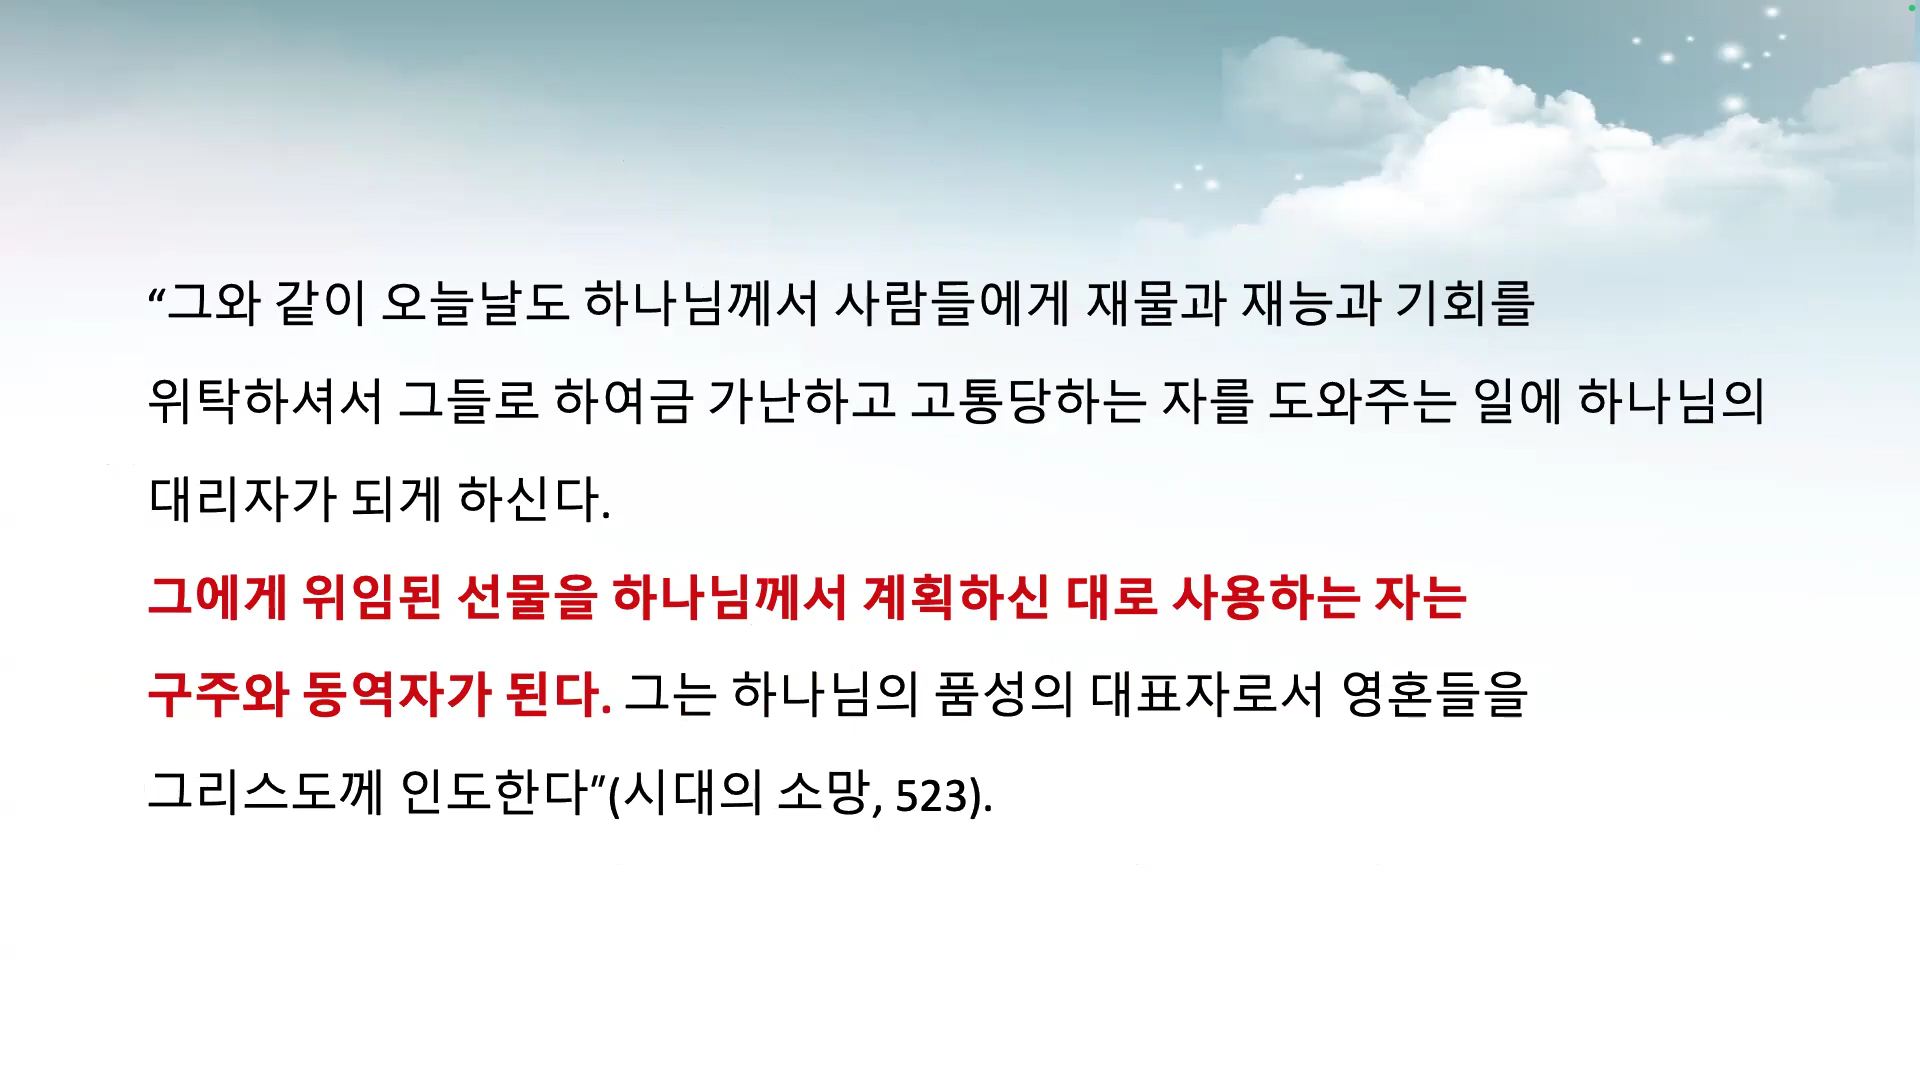 “그와 같이 오늘날도 하나님께서 사람들에게 재물과 재능과 기회를
위탁하셔서 그들로 하여금 가난하고 고통당하는 자를 도와주는 일에 하나님의
대리자가 되게 하신다.
그에게 위임된 선물을 하나님께서 계획하신 대로 사용하는 자는
구주와 동역자가 된다. 그는 하나님의 품성의 대표자로서 영혼들을
그리스도께 인도한다”(시대의 소망, 523).